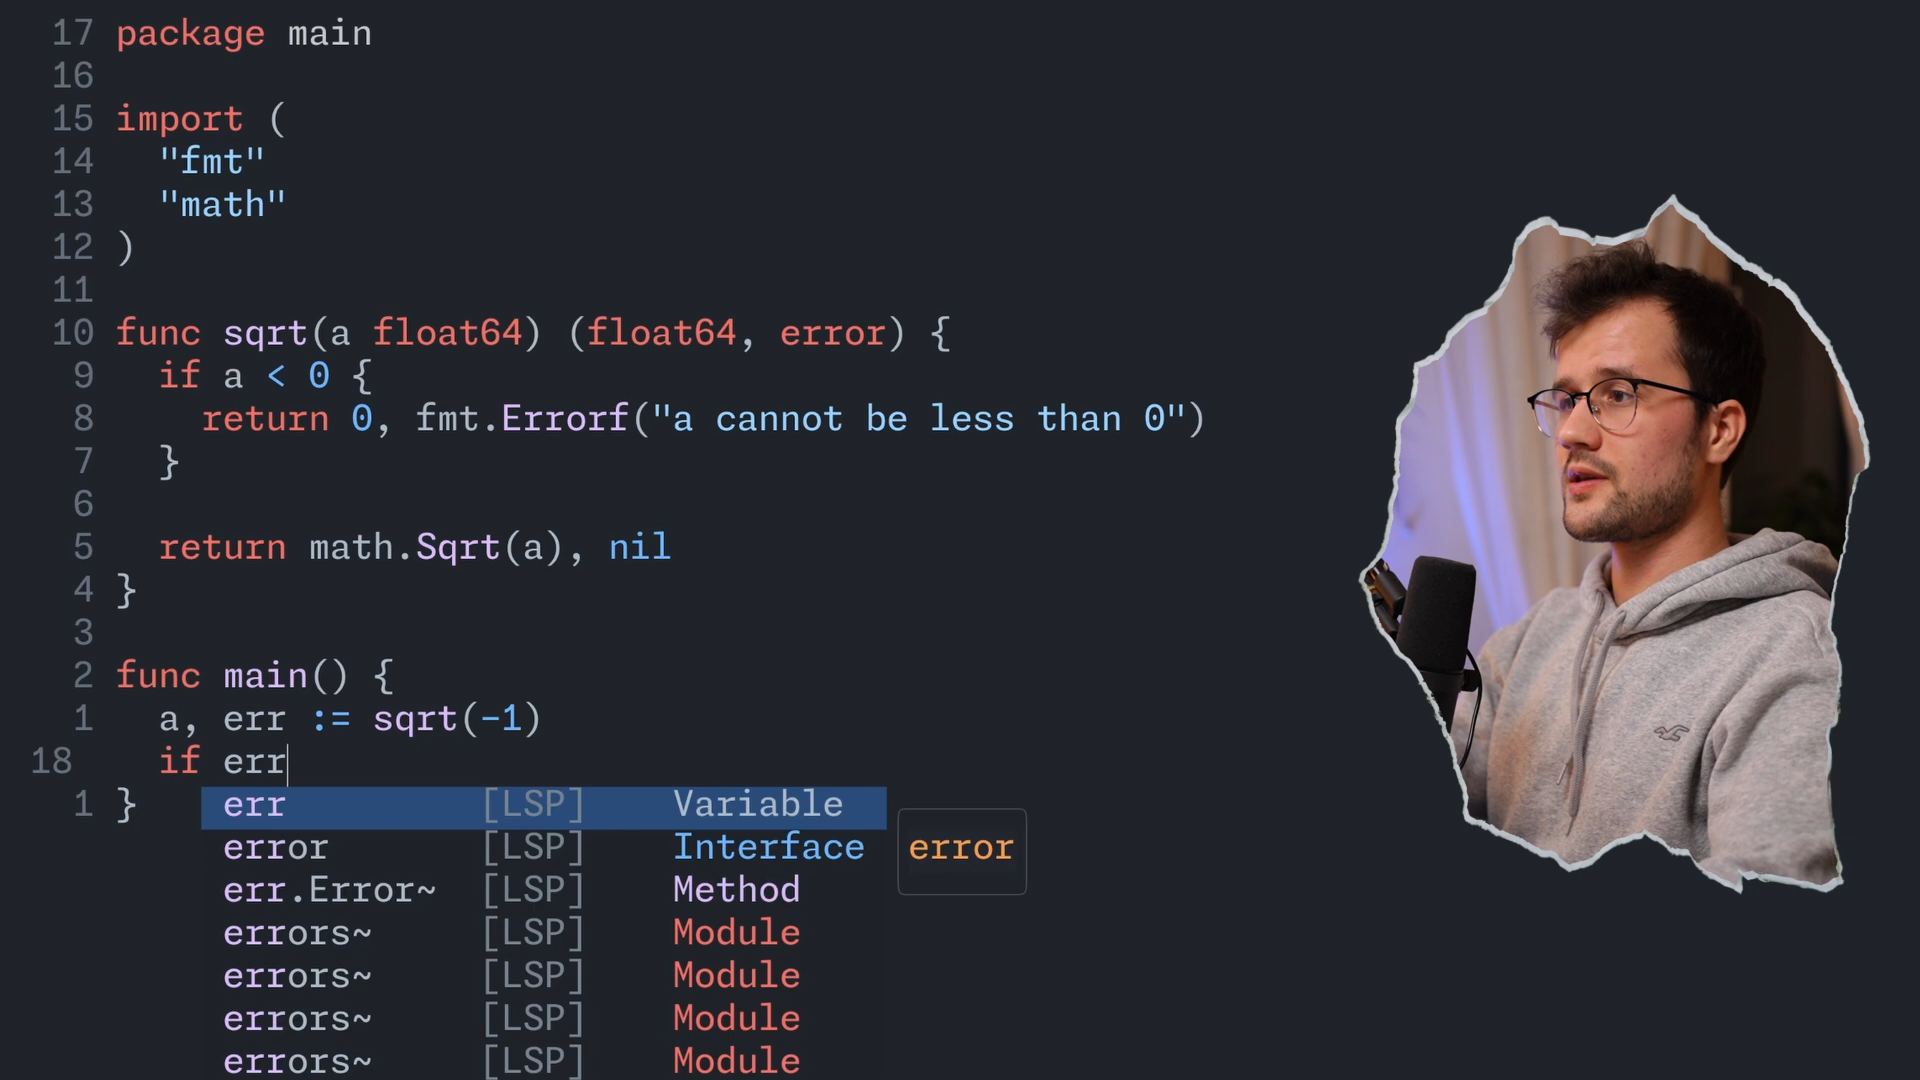 17 package main
16
15 import (
14 "fmt"
13 "math"
12 )
11
10 func sqrt(a float64) (float64, error) {
9 if a < 0 {
8 return 0, fmt.Errorf("a cannot be less than 0")
7 }
6
5 return math.Sqrt(a), nil
4 }
3
2 func main() {
1 a, err := sqrt(-1)
18 if err
1 }
err [LSP] Variable
error [LSP] Interface
error
err.Error~ [LSP] Method
errors~ [LSP] Module
errors~ [LSP] Module
errors~ [LSP] Module
errors~ [LSP] Module